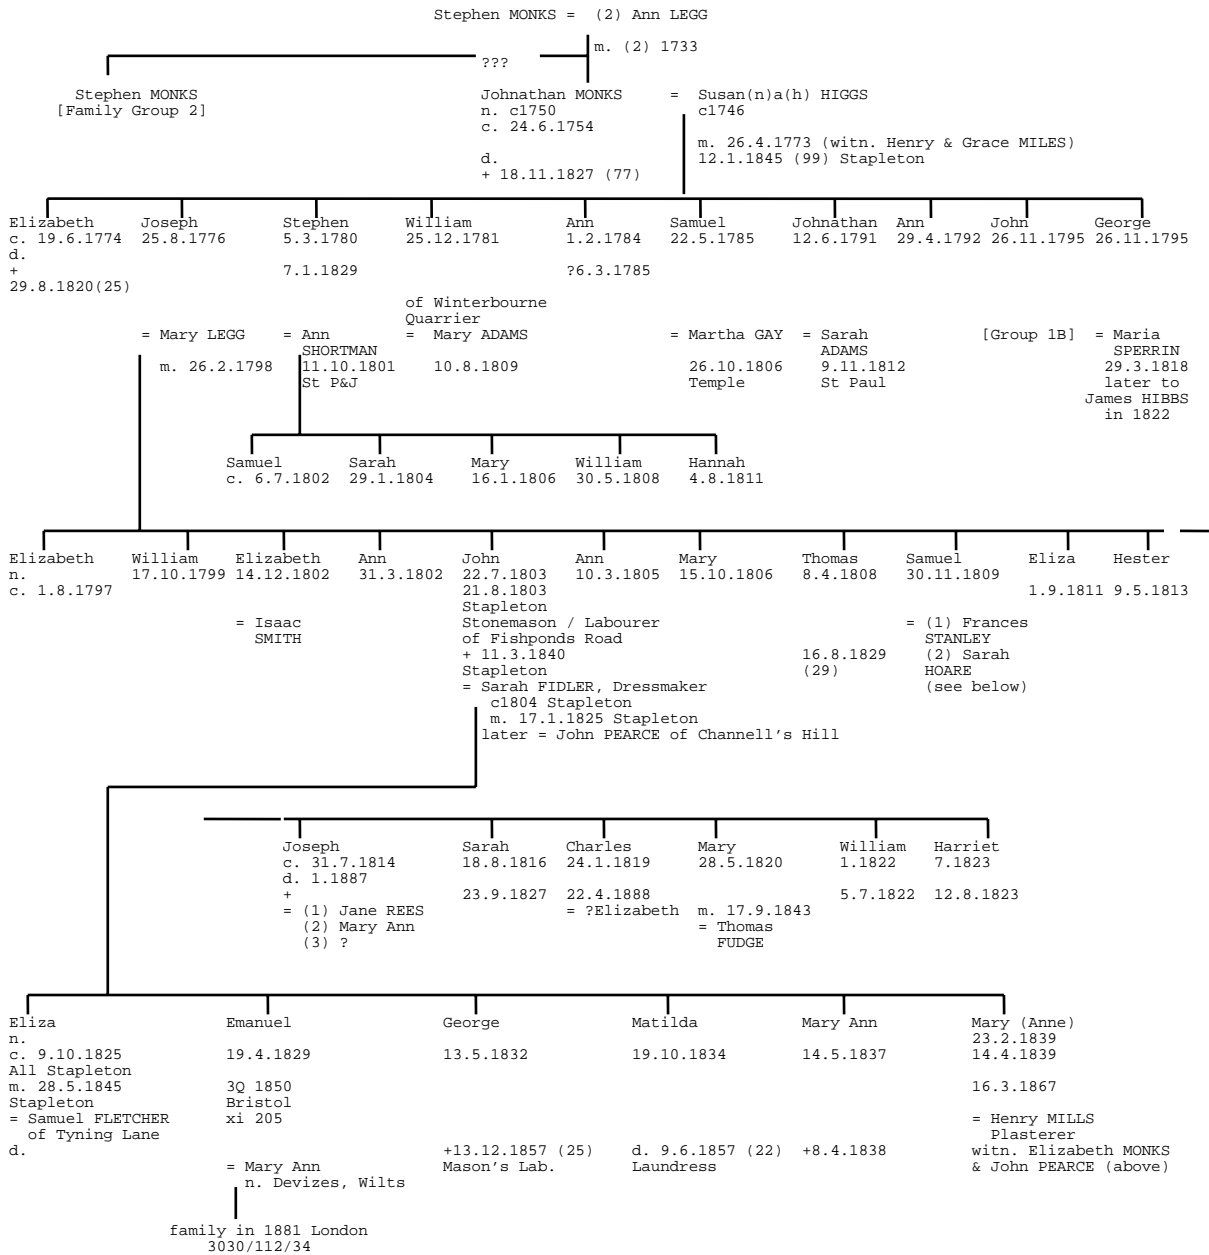 Stephen MONKS = (2) Ann LEGG
m. (2) 1733
???
Stephen MONKS
[Family Group 2]
Johnathan MONKS = Susan(n)a(h) HIGGS
n. c1750 c1746
c. 24.6.1754
m. 26.4.1773 (witn. Henry & Grace MILES)
d. 12.1.1845 (99) Stapleton
+ 18.11.1827 (77)
Elizabeth Joseph Stephen William Ann Samuel Johnathan Ann John George
c. 19.6.1774 25.8.1776 5.3.1780 25.12.1781 1.2.1784 22.5.1785 12.6.1791 29.4.1792 26.11.1795 26.11.1795
d.
+ 7.1.1829 ?6.3.1785
29.8.1820(25)
of Winterbourne
Quarrier
= Mary LEGG = Ann = Mary ADAMS = Martha GAY = Sarah [Group 1B] = Maria
SHORTMAN ADAMS SPERRIN
m. 26.2.1798 11.10.1801 10.8.1809 26.10.1806 9.11.1812 29.3.1818
St P&J Temple St Paul later to
James HIBBS
in 1822
Samuel Sarah Mary William Hannah
c. 6.7.1802 29.1.1804 16.1.1806 30.5.1808 4.8.1811
Elizabeth William Elizabeth Ann John Ann Mary Thomas Samuel Eliza Hester
n. 17.10.1799 14.12.1802 31.3.1802 22.7.1803 10.3.1805 15.10.1806 8.4.1808 30.11.1809
c. 1.8.1797 21.8.1803 1.9.1811 9.5.1813
Stapleton
= Isaac Stonemason / Labourer = (1) Frances
SMITH of Fishponds Road STANLEY
+ 11.3.1840 16.8.1829 (2) Sarah
Stapleton (29) HOARE
= Sarah FIDLER, Dressmaker (see below)
c1804 Stapleton
m. 17.1.1825 Stapleton
later = John PEARCE of Channell's Hill
Joseph Sarah Charles Mary William Harriet
c. 31.7.1814 18.8.1816 24.1.1819 28.5.1820 1.1822 7.1823
d. 1.1887
+ 23.9.1827 22.4.1888 5.7.1822 12.8.1823
= (1) Jane REES = ?Elizabeth m. 17.9.1843
(2) Mary Ann = Thomas
(3) ? FUDGE
Eliza Emanuel George Matilda Mary Ann Mary (Anne)
n. 23.2.1839
c. 9.10.1825 19.4.1829 13.5.1832 19.10.1834 14.5.1837 14.4.1839
All Stapleton
m. 28.5.1845 3Q 1850 16.3.1867
Stapleton Bristol
= Samuel FLETCHER xi 205 = Henry MILLS
of Tyning Lane Plasterer
d. +13.12.1857 (25) d. 9.6.1857 (22) +8.4.1838 witn. Elizabeth MONKS
= Mary Ann Mason's Lab. Laundress & John PEARCE (above)
n. Devizes, Wilts
family in 1881 London
3030/112/34